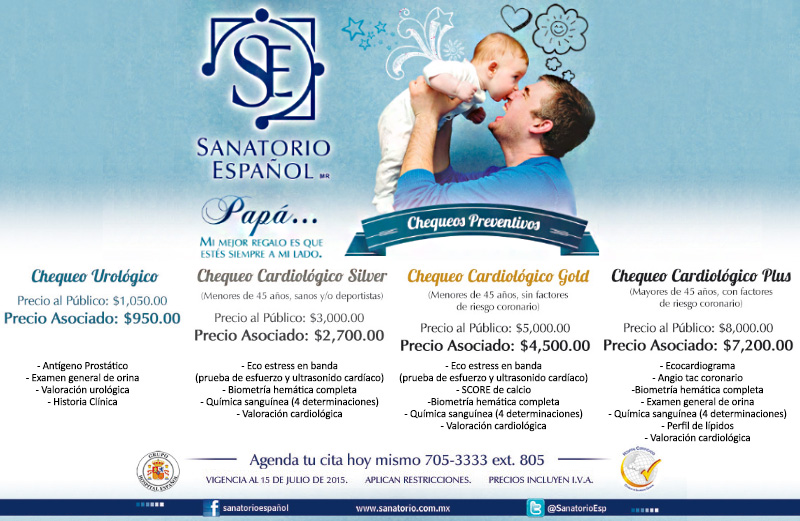 SE
SANATORIO
ESPAÑOL MR
Papá...
MI MEJOR REGALO ES QUE
ESTÉS SIEMPRE A MI LADO.
Chequeos Preventivos
Chequeo Urológico
Precio al Público: $1,050.00
Precio Asociado: $950.00
- Antígeno Prostático
- Examen general de orina
- Valoración urológica
- Historia Clínica
Chequeo Cardiológico Silver
(Menores de 45 años, sanos y/o deportistas)
Precio al Público: $3,000.00
Precio Asociado: $2,700.00
- Eco estress en banda
(prueba de esfuerzo y ultrasonido cardíaco)
- Biometría hemática completa
- Química sanguínea (4 determinaciones)
- Valoración cardiológica
Chequeo Cardiológico Gold
(Menores de 45 años, sin factores
de riesgo coronario)
Precio al Público: $5,000.00
Precio Asociado: $4,500.00
- Eco estress en banda
(prueba de esfuerzo y ultrasonido cardíaco)
- SCORE de calcio
-Biometría hemática completa
- Química sanguínea (4 determinaciones)
- Valoración cardiológica
Chequeo Cardiológico Plus
(Mayores de 45 años, con factores
de riesgo coronario)
Precio al Público: $8,000.00
Precio Asociado: $7,200.00
- Ecocardiograma
- Angio tac coronario
-Biometría hemática completa
- Examen general de orina
- Química sanguínea (4 determinaciones)
- Perfil de lípidos
- Valoración cardiológica
GRUPO
HOSPITAL ESPAÑOL
Agenda tu cita hoy mismo 705-3333 ext. 805
VIGENCIA AL 15 DE JULIO DE 2015. APLICAN RESTRICCIONES. PRECIOS INCLUYEN I.V.A.
sanatorioespañol
www.sanatorio.com.mx
@SanatorioEsp